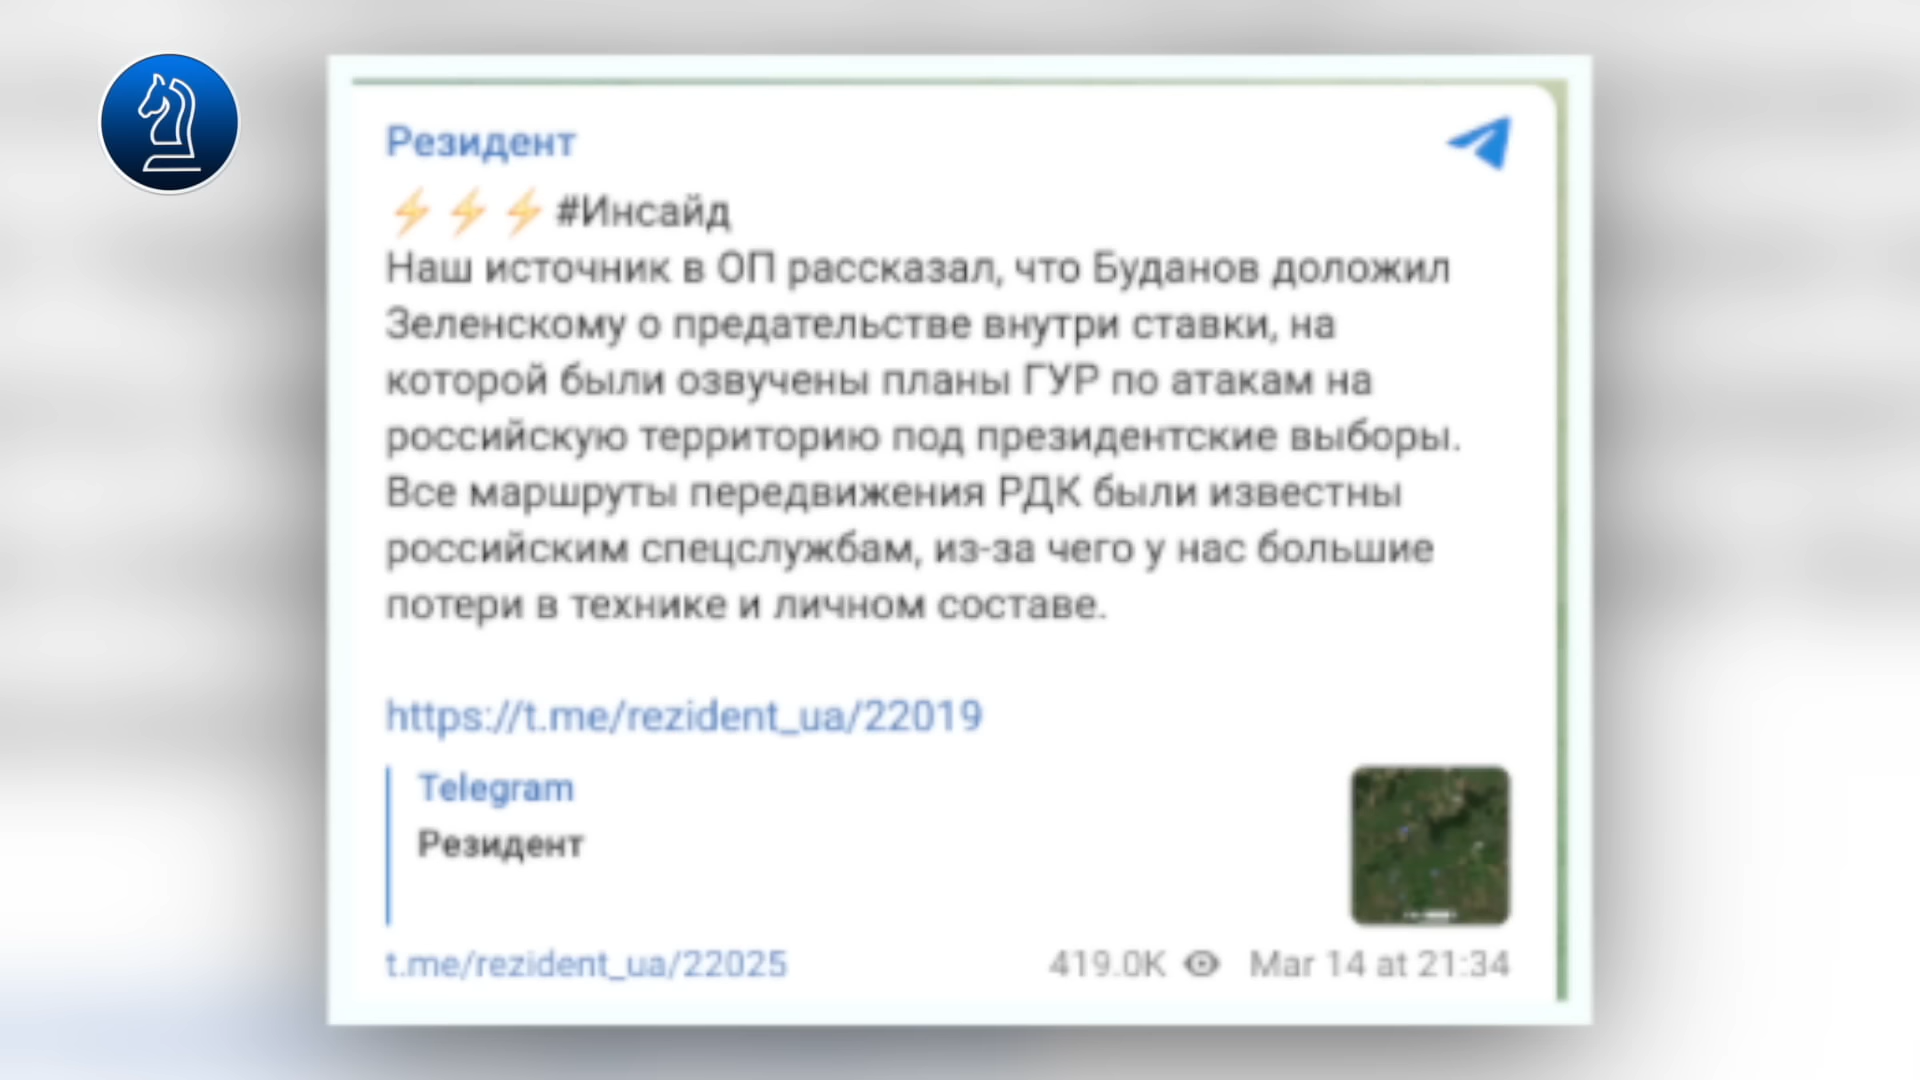 Резидент
⚡⚡⚡#Инсайд
Наш источник в ОП рассказал, что Буданов доложил
Зеленскому о предательстве внутри ставки, на
которой были озвучены планы ГУР по атакам на
российскую территорию под президентские выборы.
Все маршруты передвижения РДК были известны
российским спецслужбам, из-за чего у нас большие
потери в технике и личном составе.
https://t.me/rezident_ua/22019
Telegram
Резидент
t.me/rezident_ua/22025 419.0K Mar 14 at 21:34